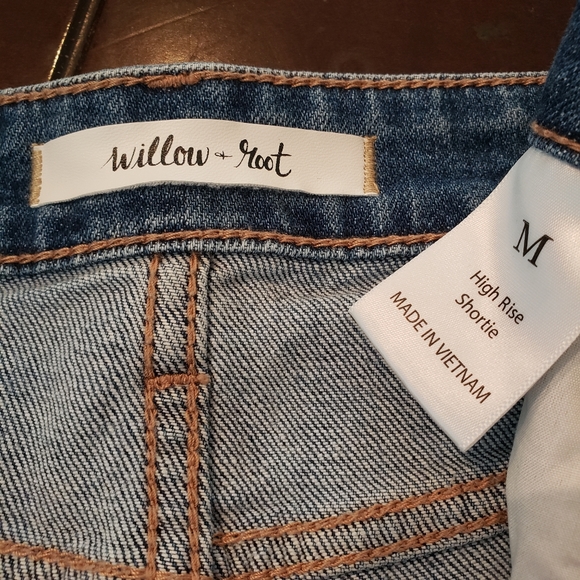 willow + root
M
High Rise
Shortie
MADE IN VIETNAM